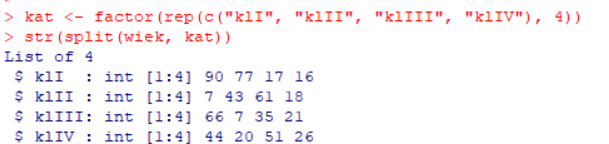 > kat <- factor(rep(c("klI", "klII", "klIII", "klIV"), 4))
> str(split(wiek, kat))
List of 4
 $ klI  : int [1:4] 90 77 17 16
 $ klII : int [1:4] 7 43 61 18
 $ klIII: int [1:4] 66 7 35 21
 $ klIV : int [1:4] 44 20 51 26